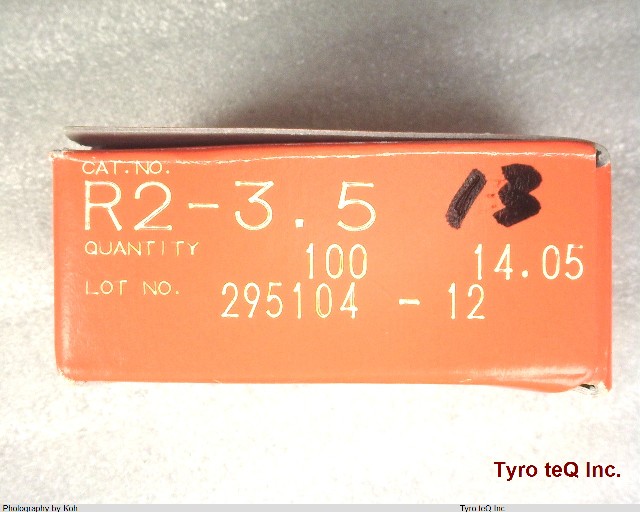 CAT.NO.
R2-3.5 13
QUANTITY 100 14.05
LOT NO. 295104 - 12
Tyro teQ Inc.
Photography by Koh Tyro teQ Inc